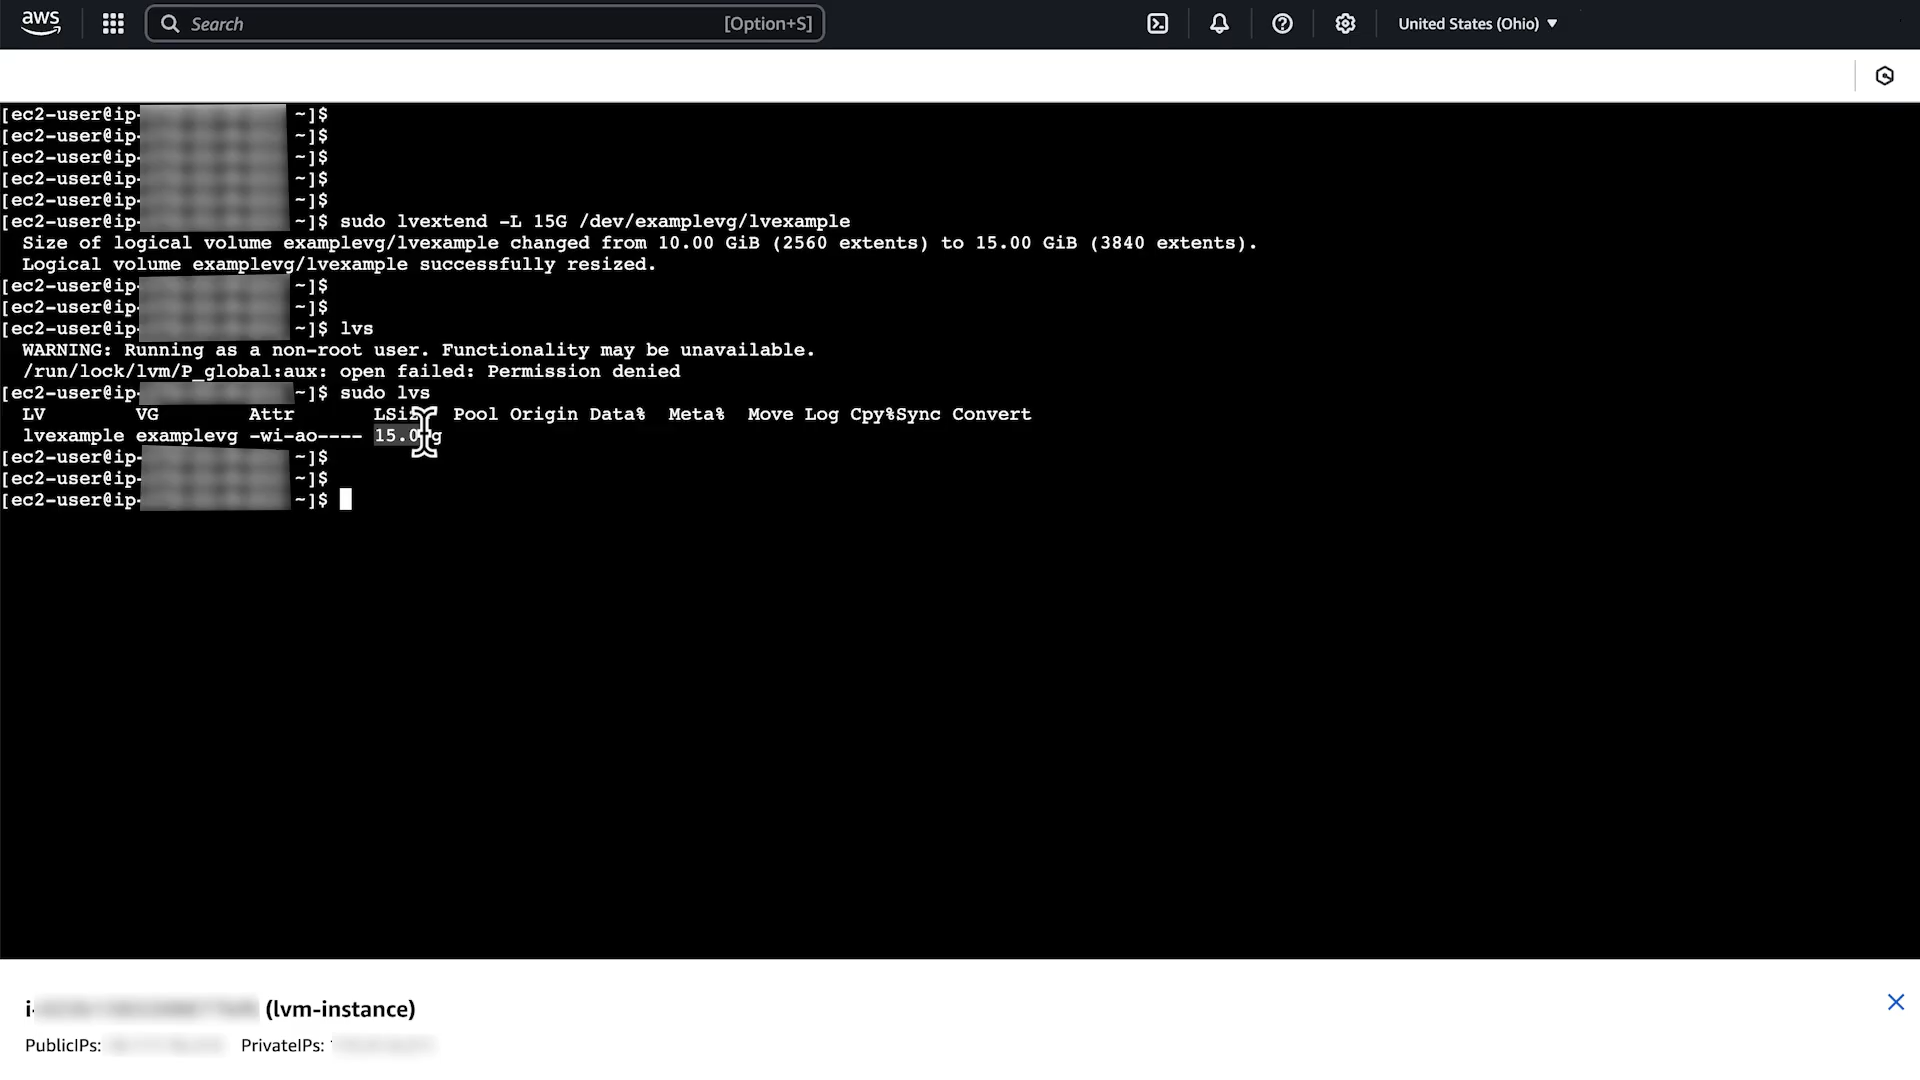 aws
Search [Option+S]
United States (Ohio)
[ec2-user@ip- ~]$
[ec2-user@ip- ~]$
[ec2-user@ip- ~]$
[ec2-user@ip- ~]$
[ec2-user@ip- ~]$
[ec2-user@ip- ~]$ sudo lvextend -L 15G /dev/examplevg/lvexample
Size of logical volume examplevg/lvexample changed from 10.00 GiB (2560 extents) to 15.00 GiB (3840 extents).
Logical volume examplevg/lvexample successfully resized.
[ec2-user@ip- ~]$
[ec2-user@ip- ~]$
[ec2-user@ip- ~]$ lvs
WARNING: Running as a non-root user. Functionality may be unavailable.
/run/lock/lvm/P_global:aux: open failed: Permission denied
[ec2-user@ip- ~]$ sudo lvs
LV VG Attr LSiz Pool Origin Data% Meta% Move Log Cpy%Sync Convert
lvexample examplevg -wi-ao---- 15.0 g
[ec2-user@ip- ~]$
[ec2-user@ip- ~]$
[ec2-user@ip- ~]$
i- (lvm-instance)
PublicIPs: PrivateIPs: